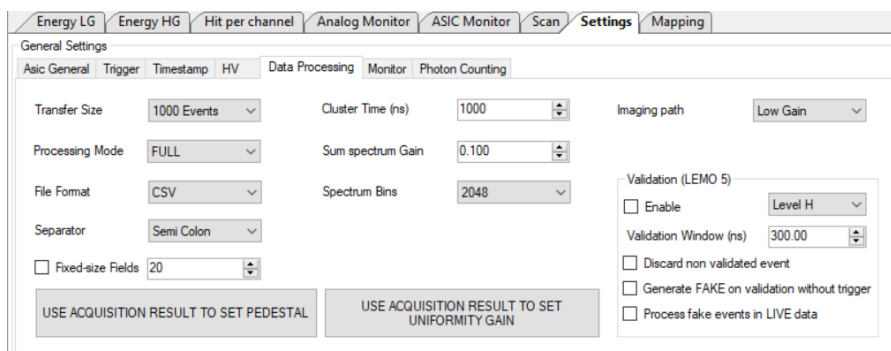 Energy LG Energy HG Hit per channel Analog Monitor ASIC Monitor Scan Settings Mapping
General Settings
Asic General Trigger Timestamp HV Data Processing Monitor Photon Counting
Transfer Size 1000 Events Cluster Time (ns) 1000 Imaging path Low Gain
Processing Mode FULL Sum spectrum Gain 0.100
Validation (LEMO 5)
File Format CSV Spectrum Bins 2048
Enable Level H
Separator Semi Colon
Validation Window (ns) 300.00
Fixed-size Fields 20
Discard non validated event
Generate FAKE on validation without trigger
Process fake events in LIVE data
USE ACQUISITION RESULT TO SET PEDESTAL
USE ACQUISITION RESULT TO SET
UNIFORMITY GAIN